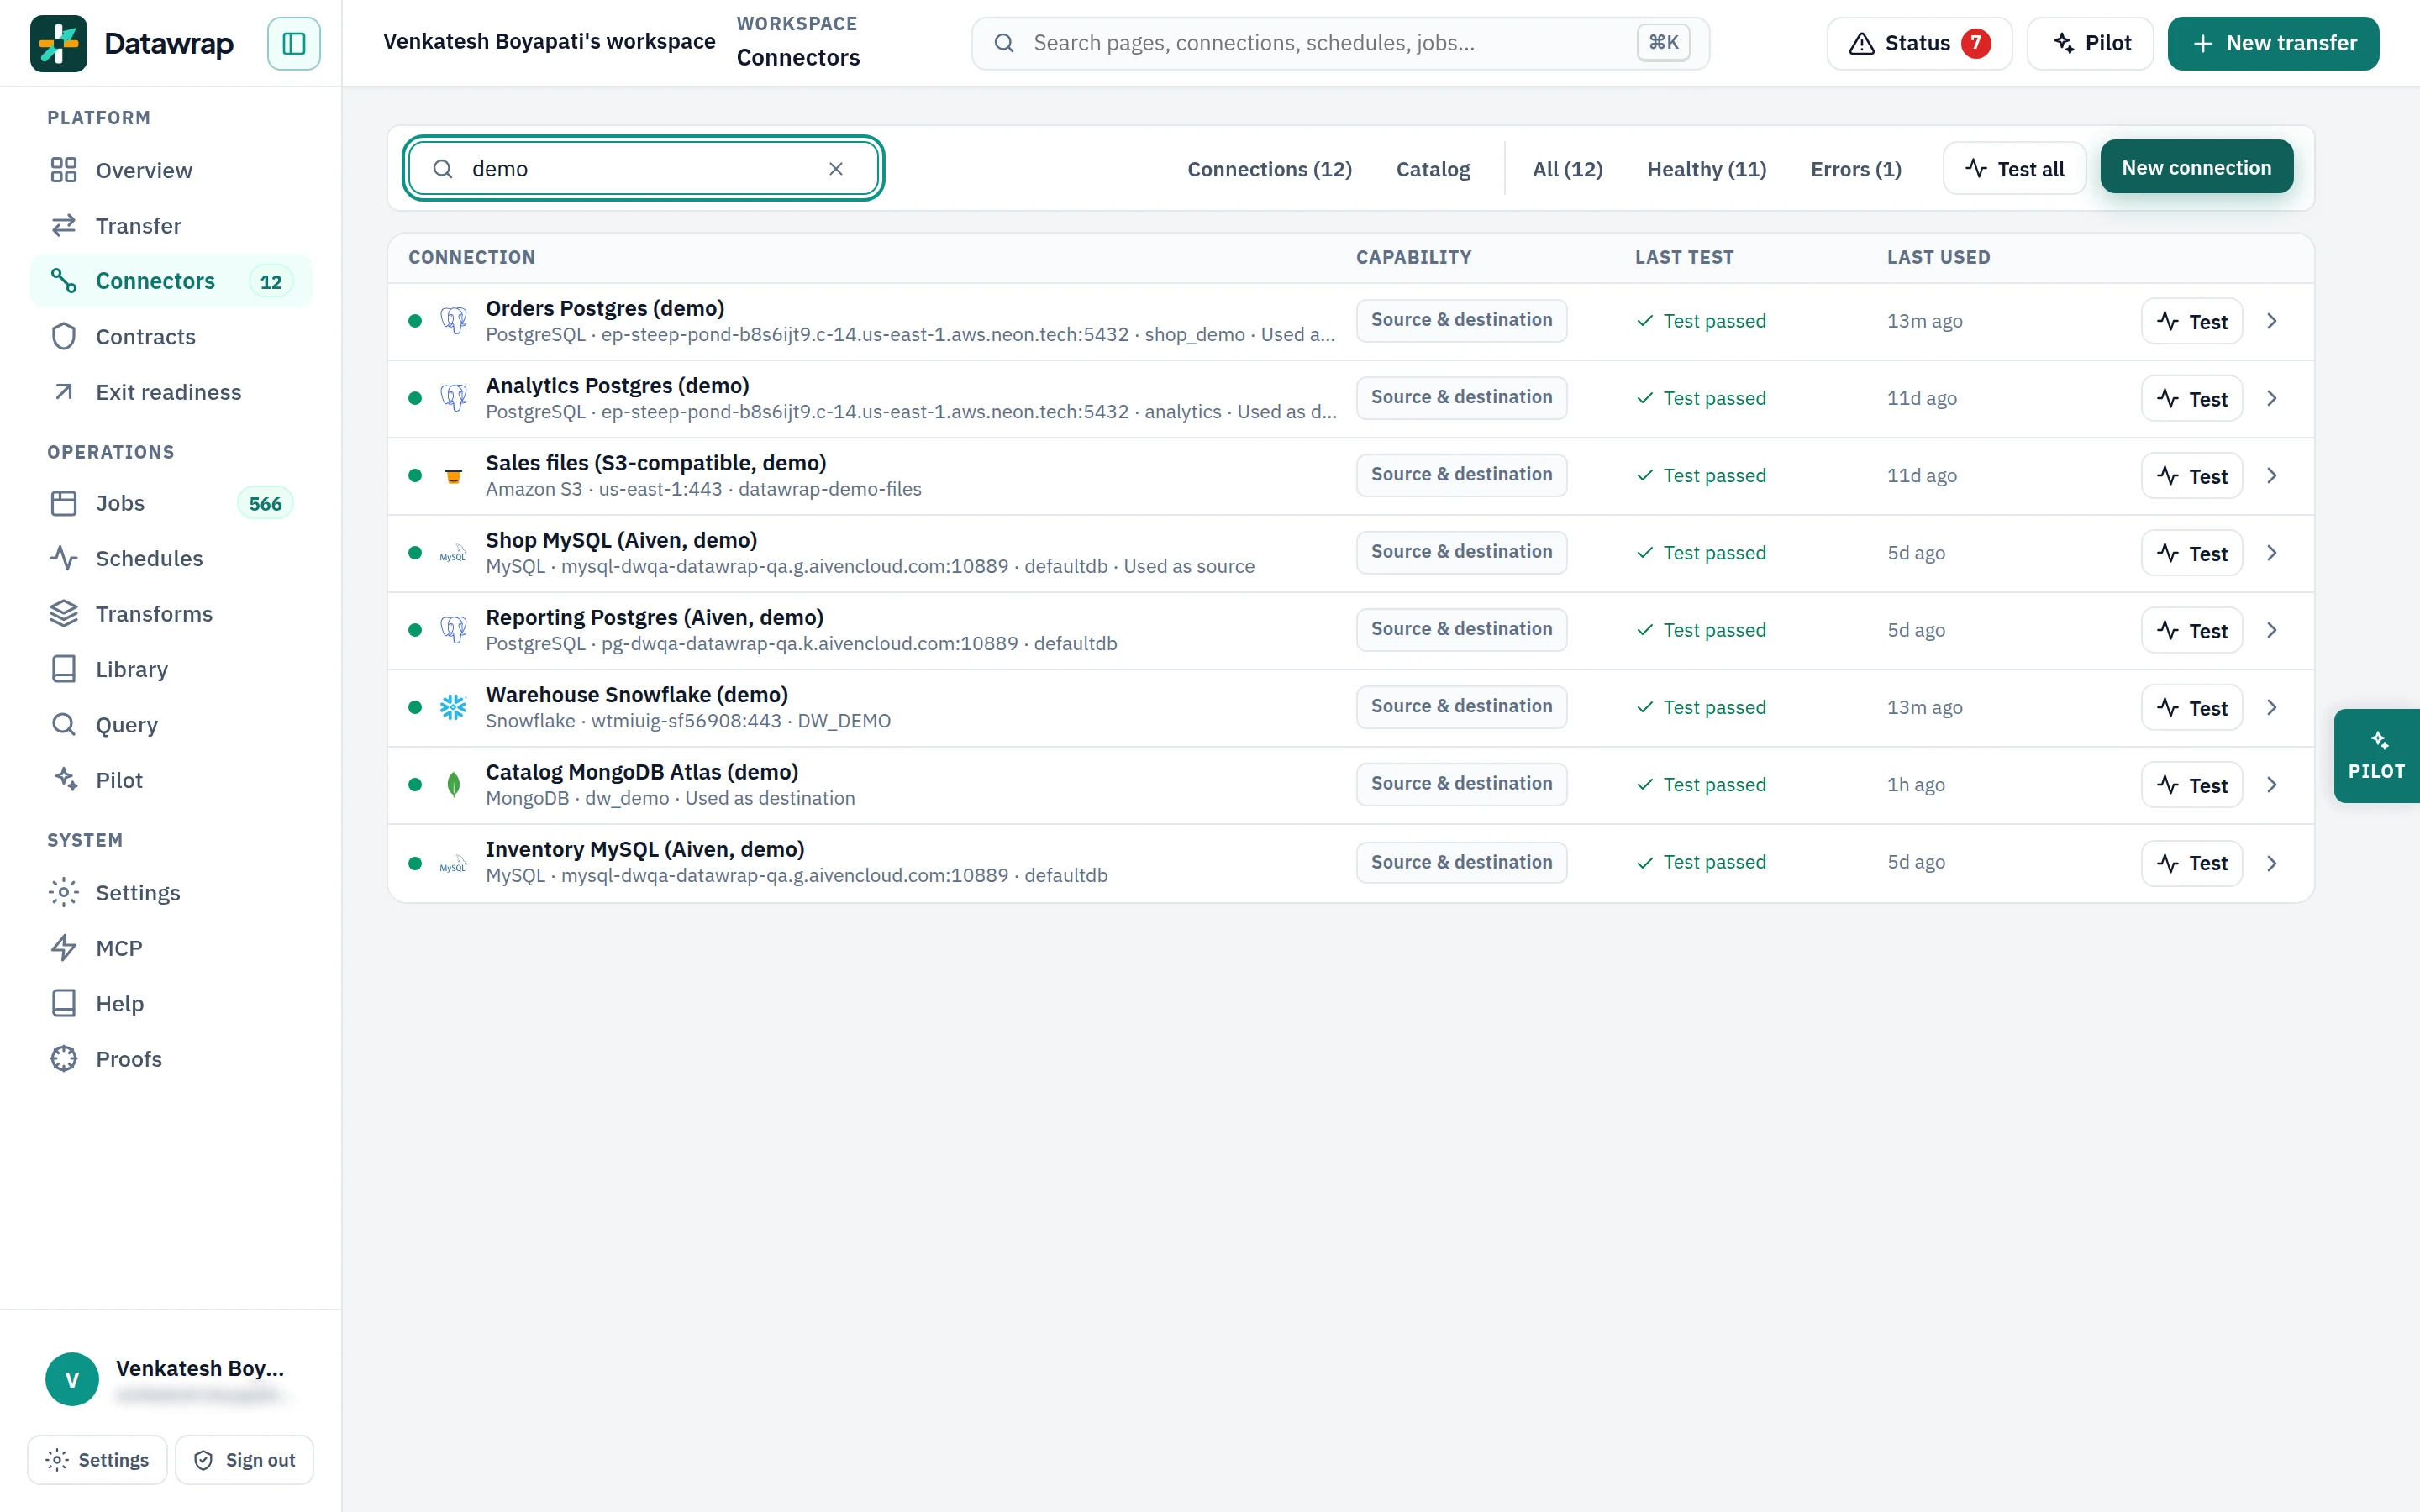 Datawrap
Venkatesh Boyapati's workspace
WORKSPACE
Connectors
Search pages, connections, schedules, jobs...
⌘K
Status 7
Pilot
New transfer
PLATFORM
Overview
Transfer
Connectors 12
Contracts
Exit readiness
OPERATIONS
Jobs 566
Schedules
Transforms
Library
Query
Pilot
SYSTEM
Settings
MCP
Help
Proofs
Venkatesh Boy...
Settings
Sign out
demo
Connections (12)
Catalog
All (12)
Healthy (11)
Errors (1)
Test all
New connection
CONNECTION CAPABILITY LAST TEST LAST USED
Orders Postgres (demo)
PostgreSQL · ep-steep-pond-b8s6ijt9.c-14.us-east-1.aws.neon.tech:5432 · shop_demo · Used a...
Source & destination
Test passed
13m ago
Test
Analytics Postgres (demo)
PostgreSQL · ep-steep-pond-b8s6ijt9.c-14.us-east-1.aws.neon.tech:5432 · analytics · Used as d...
Source & destination
Test passed
11d ago
Test
Sales files (S3-compatible, demo)
Amazon S3 · us-east-1:443 · datawrap-demo-files
Source & destination
Test passed
11d ago
Test
MySQL
Shop MySQL (Aiven, demo)
MySQL · mysql-dwqa-datawrap-qa.g.aivencloud.com:10889 · defaultdb · Used as source
Source & destination
Test passed
5d ago
Test
Reporting Postgres (Aiven, demo)
PostgreSQL · pg-dwqa-datawrap-qa.k.aivencloud.com:10889 · defaultdb
Source & destination
Test passed
5d ago
Test
Warehouse Snowflake (demo)
Snowflake · wtmiuig-sf56908:443 · DW_DEMO
Source & destination
Test passed
13m ago
Test
Catalog MongoDB Atlas (demo)
MongoDB · dw_demo · Used as destination
Source & destination
Test passed
1h ago
Test
MySQL
Inventory MySQL (Aiven, demo)
MySQL · mysql-dwqa-datawrap-qa.g.aivencloud.com:10889 · defaultdb
Source & destination
Test passed
5d ago
Test
PILOT